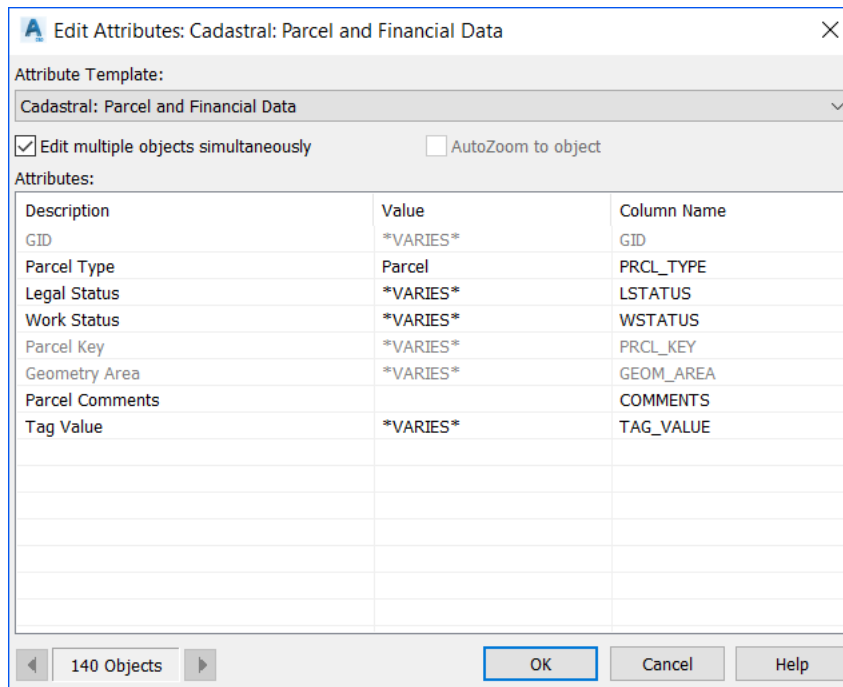 Edit Attributes: Cadastral: Parcel and Financial Data
Attribute Template:
Cadastral: Parcel and Financial Data
Edit multiple objects simultaneously AutoZoom to object
Attributes:
Description Value Column Name
GID *VARIES* GID
Parcel Type Parcel PRCL_TYPE
Legal Status *VARIES* LSTATUS
Work Status *VARIES* WSTATUS
Parcel Key *VARIES* PRCL_KEY
Geometry Area *VARIES* GEOM_AREA
Parcel Comments COMMENTS
Tag Value *VARIES* TAG_VALUE
140 Objects OK Cancel Help